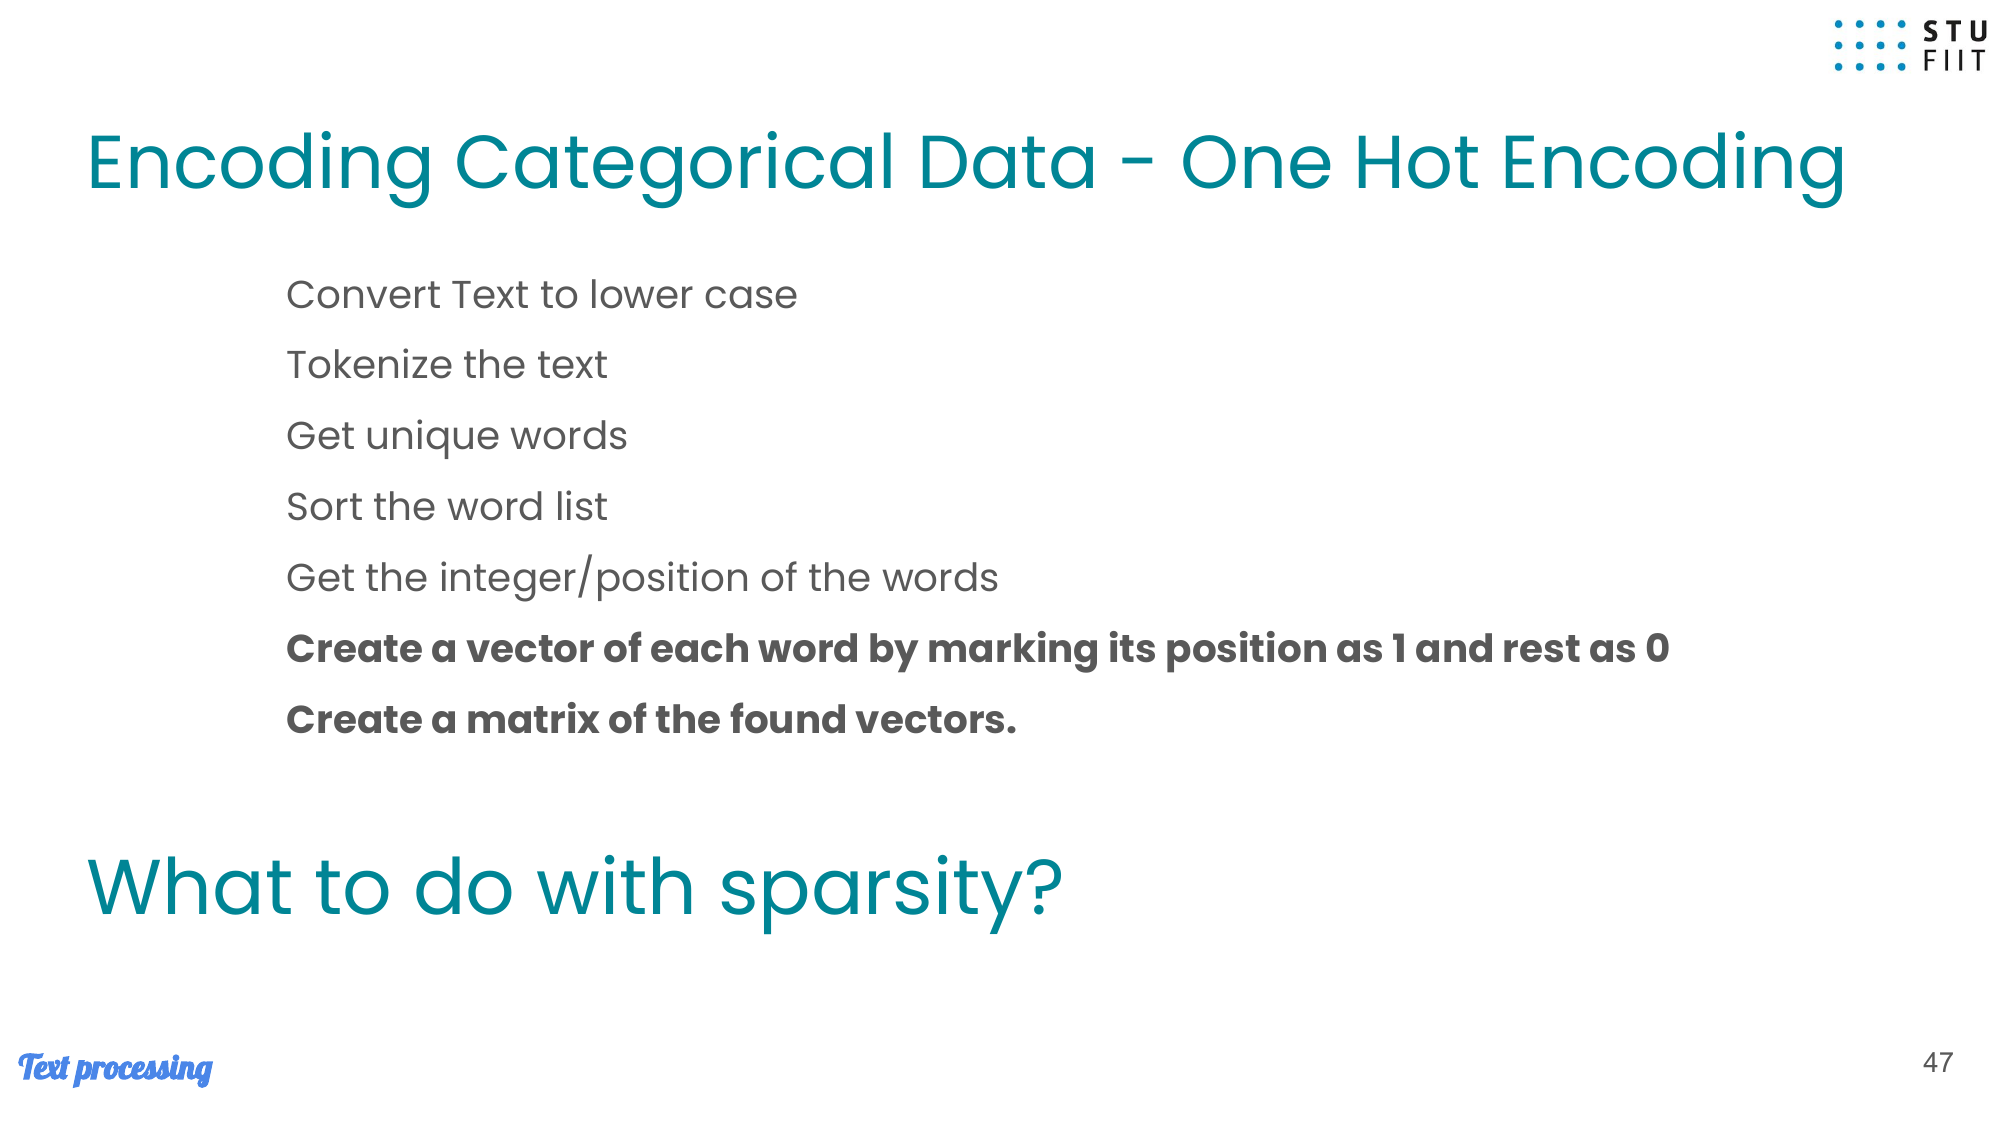 STU
FIIT
Encoding Categorical Data - One Hot Encoding
Convert Text to lower case
Tokenize the text
Get unique words
Sort the word list
Get the integer/position of the words
Create a vector of each word by marking its position as 1 and rest as 0
Create a matrix of the found vectors.
What to do with sparsity?
Text processing
47